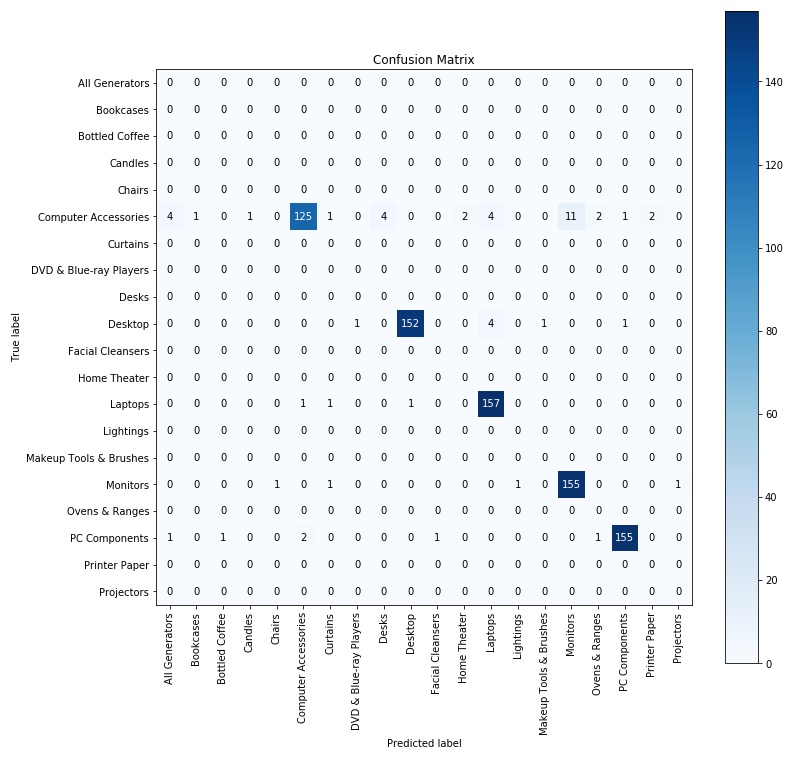 Confusion Matrix
All Generators 0 0 0 0 0 0 0 0 0 0 0 0 0 0 0 0 0 0 0 0
Bookcases 0 0 0 0 0 0 0 0 0 0 0 0 0 0 0 0 0 0 0 0
Bottled Coffee 0 0 0 0 0 0 0 0 0 0 0 0 0 0 0 0 0 0 0 0
Candles 0 0 0 0 0 0 0 0 0 0 0 0 0 0 0 0 0 0 0 0
Chairs 0 0 0 0 0 0 0 0 0 0 0 0 0 0 0 0 0 0 0 0
Computer Accessories 4 1 0 1 0 125 1 0 4 0 0 2 4 0 0 11 2 1 2 0
Curtains 0 0 0 0 0 0 0 0 0 0 0 0 0 0 0 0 0 0 0 0
DVD & Blue-ray Players 0 0 0 0 0 0 0 0 0 0 0 0 0 0 0 0 0 0 0 0
Desks 0 0 0 0 0 0 0 0 0 0 0 0 0 0 0 0 0 0 0 0
Desktop 0 0 0 0 0 0 0 1 0 152 0 0 4 0 1 0 0 1 0 0
Facial Cleansers 0 0 0 0 0 0 0 0 0 0 0 0 0 0 0 0 0 0 0 0
Home Theater 0 0 0 0 0 0 0 0 0 0 0 0 0 0 0 0 0 0 0 0
Laptops 0 0 0 0 0 1 1 0 0 1 0 0 157 0 0 0 0 0 0 0
Lightings 0 0 0 0 0 0 0 0 0 0 0 0 0 0 0 0 0 0 0 0
Makeup Tools & Brushes 0 0 0 0 0 0 0 0 0 0 0 0 0 0 0 0 0 0 0 0
Monitors 0 0 0 0 1 0 1 0 0 0 0 0 0 1 0 155 0 0 0 1
Ovens & Ranges 0 0 0 0 0 0 0 0 0 0 0 0 0 0 0 0 0 0 0 0
PC Components 1 0 1 0 0 2 0 0 0 0 1 0 0 0 0 0 1 155 0 0
Printer Paper 0 0 0 0 0 0 0 0 0 0 0 0 0 0 0 0 0 0 0 0
Projectors 0 0 0 0 0 0 0 0 0 0 0 0 0 0 0 0 0 0 0 0
True label
All Generators
Bookcases
Bottled Coffee
Candles
Chairs
Computer Accessories
Curtains
DVD & Blue-ray Players
Desks
Desktop
Facial Cleansers
Home Theater
Laptops
Lightings
Makeup Tools & Brushes
Monitors
Ovens & Ranges
PC Components
Printer Paper
Projectors
Predicted label
140
120
100
80
60
40
20
0